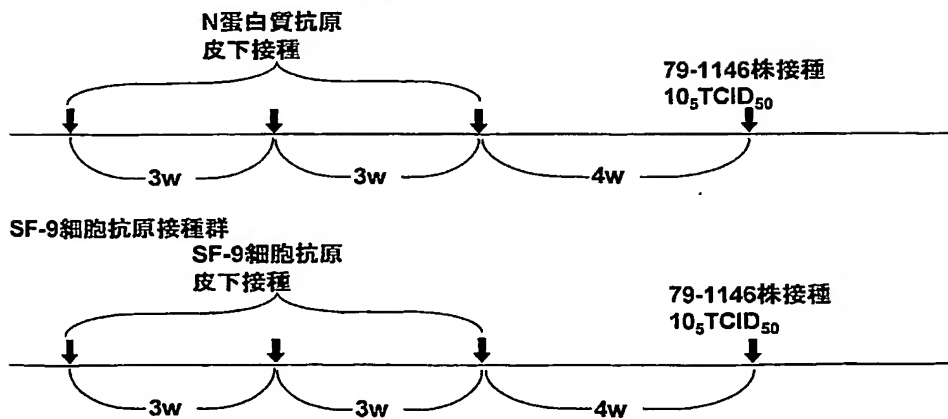 N蛋白質抗原
皮下接種
79-1146株接種
10₅TCID₅₀
3w
3w
4w
SF-9細胞抗原接種群
SF-9細胞抗原
皮下接種
79-1146株接種
10₅TCID₅₀
3w
3w
4w